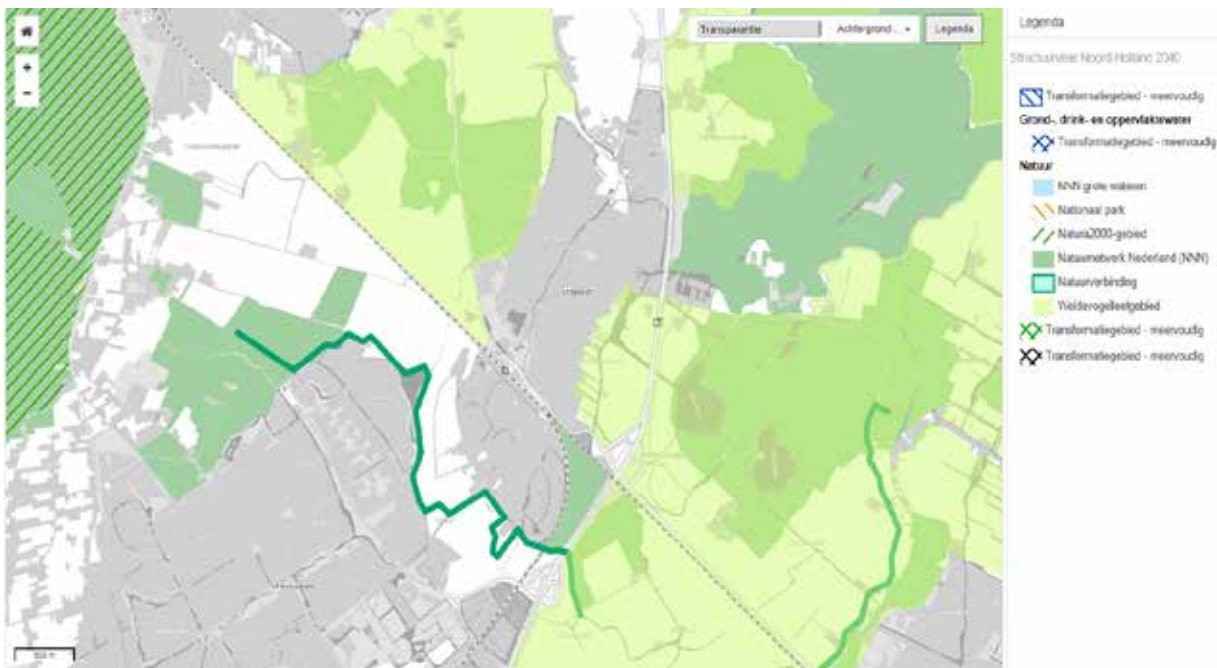 Transparantie
Achtergrond ...
Legenda
+
-
Legenda
Structuurvisie Noord-Holland 2040
Transformatiegebied - meervoudig
Grond-, drink- en oppervlaktewater
Transformatiegebied - meervoudig
Natuur
NNN grote wateren
Nationaal park
Natura2000-gebied
Natuurnetwerk Nederland (NNN)
Natuurverbinding
Weidevogelleefgebied
Transformatiegebied - meervoudig
Transformatiegebied - meervoudig